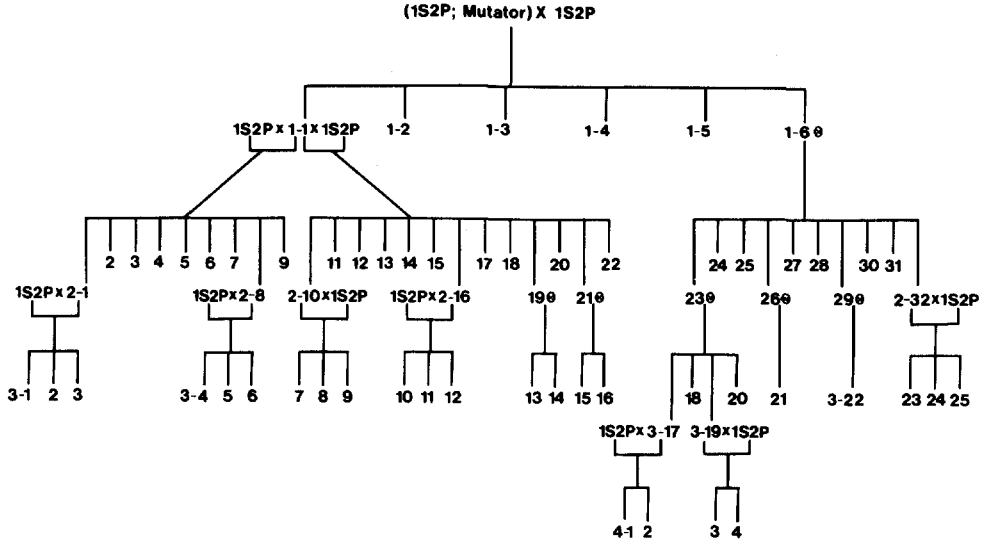 (1S2P; Mutator) X 1S2P
1S2P x 1-1 x 1S2P 1-2 1-3 1-4 1-5 1-6 θ
2 3 4 5 6 7 9 11 12 13 14 15 17 18 20 22 24 25 27 28 30 31
1S2P x 2-1 1S2P x 2-8 2-10 x 1S2P 1S2P x 2-16 19θ 21θ 23θ 26θ 29θ 2-32 x 1S2P
3-1 2 3 3-4 5 6 7 8 9 10 11 12 13 14 15 16 18 20 21 3-22 23 24 25
1S2P x 3-17 3-19 x 1S2P
4-1 2 3 4